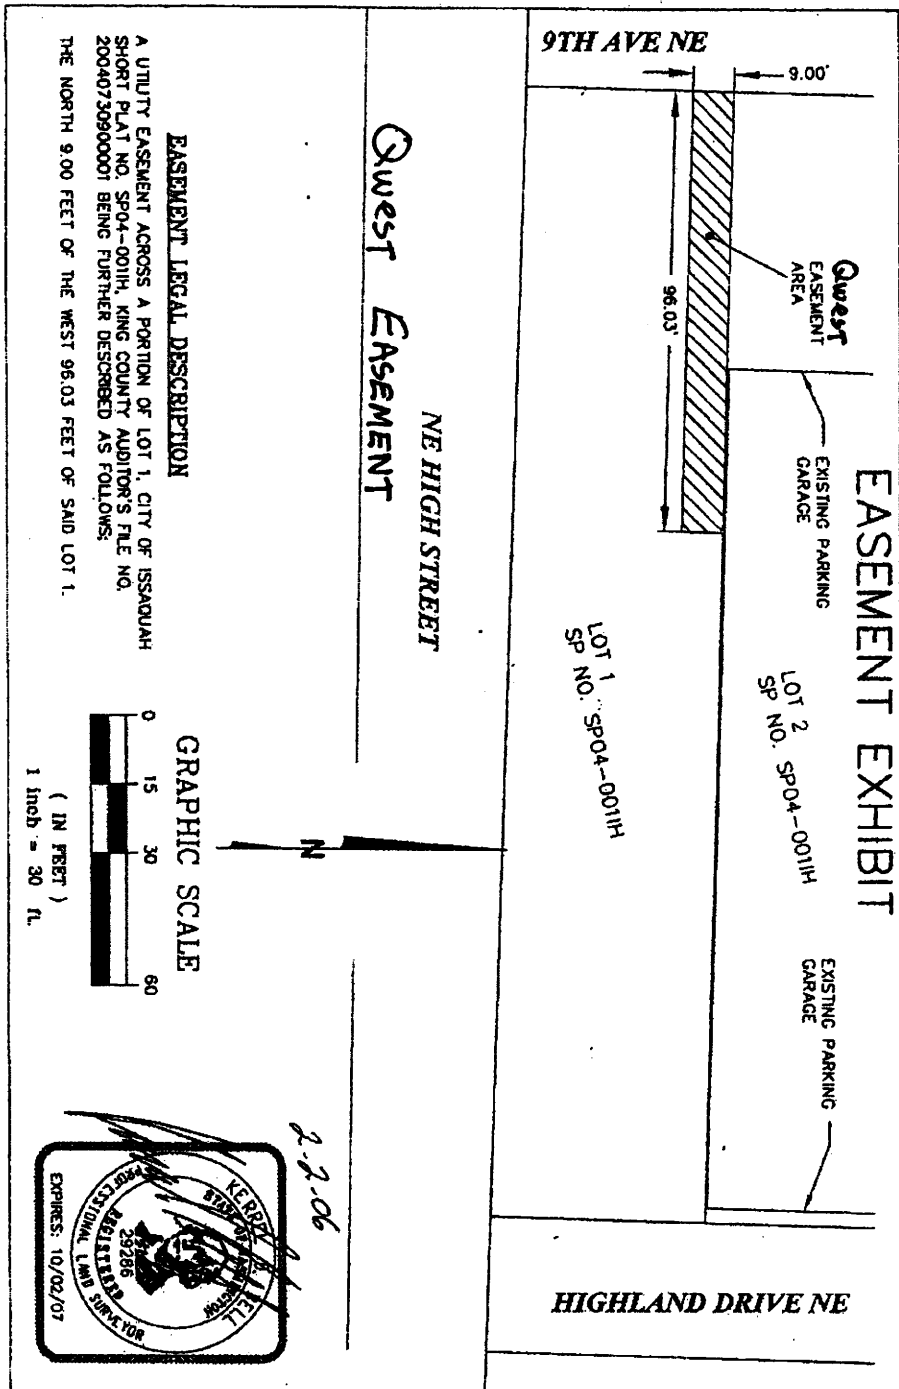 EASEMENT EXHIBIT
9TH AVE NE
9.00'
96.03'
Qwest
EASEMENT
AREA
EXISTING PARKING
GARAGE
LOT 2
SP NO. SP04-001IH
EXISTING PARKING
GARAGE
LOT 1
SP NO. SP04-001IH
HIGHLAND DRIVE NE
NE HIGH STREET
Qwest EASEMENT
N
EASEMENT LEGAL DESCRIPTION
A UTILITY EASEMENT ACROSS A PORTION OF LOT 1, CITY OF ISSAQUAH
SHORT PLAT NO. SP04-001IH, KING COUNTY AUDITOR'S FILE NO.
20040730900001 BEING FURTHER DESCRIBED AS FOLLOWS:
THE NORTH 9.00 FEET OF THE WEST 96.03 FEET OF SAID LOT 1.
GRAPHIC SCALE
0 15 30 60
( IN FEET )
1 inch = 30 ft.
2-2-06
STATE OF WASHINGTON
29286
REGISTERED
PROFESSIONAL LAND SURVEYOR
EXPIRES: 10/02/07